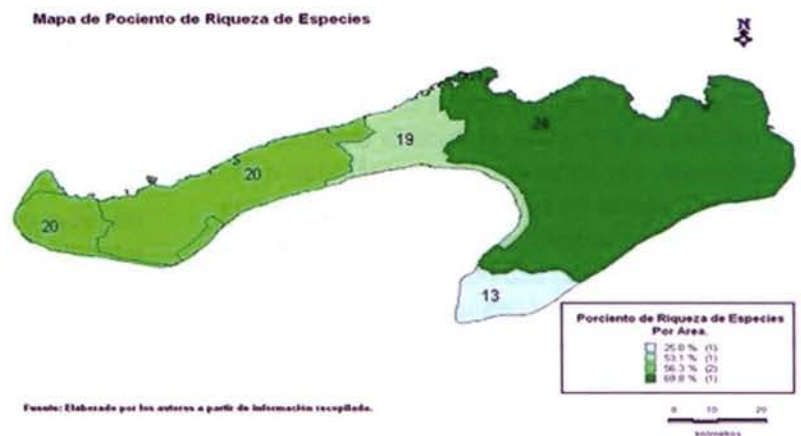 Mapa de Pociento de Riqueza de Especies
N
19
20
20
13
Porciento de Riqueza de Especies
Por Area.
25.0 % (1)
53.1 % (1)
56.3 % (2)
68.8 % (1)
Fuente: Elaborado por los autores a partir de información recopilada.
0 10 20
kilómetros